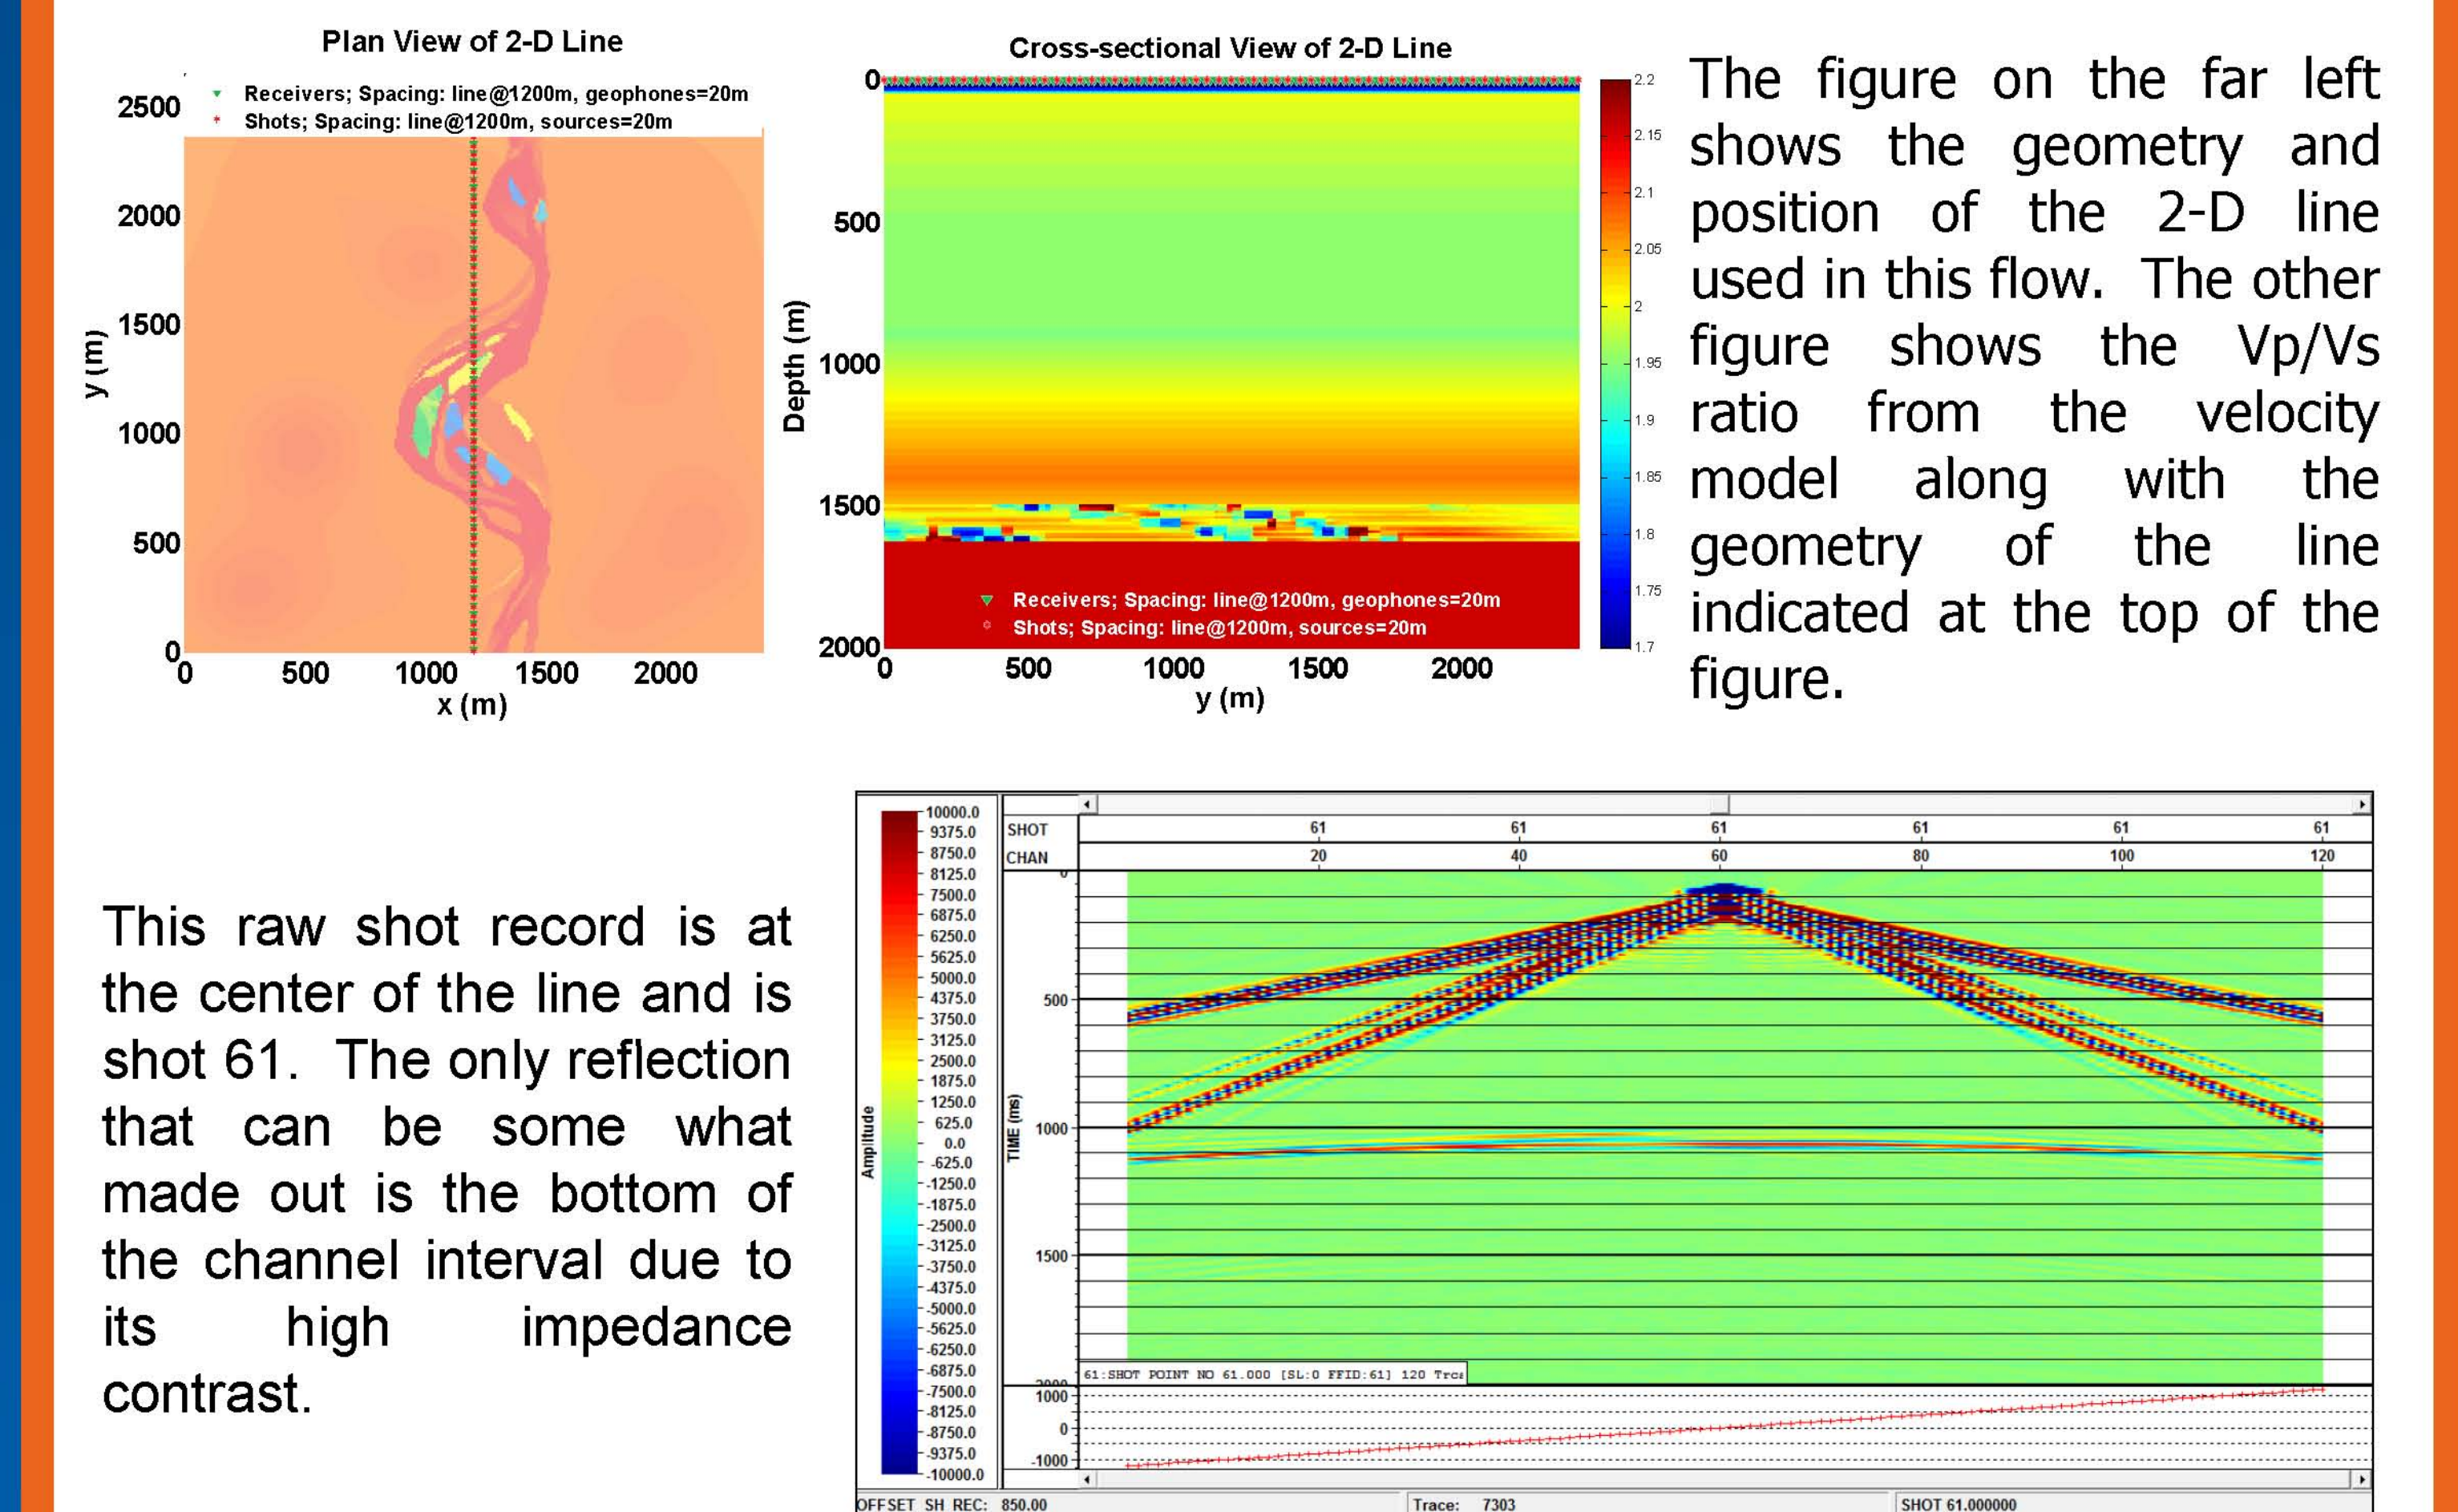 Plan View of 2-D Line
Receivers; Spacing: line@1200m, geophones=20m
Shots; Spacing: line@1200m, sources=20m
2500
2000
1500
1000
500
0
y (m)
0 500 1000 1500 2000
x (m)
Cross-sectional View of 2-D Line
0
500
1000
1500
2000
Depth (m)
Receivers; Spacing: line@1200m, geophones=20m
Shots; Spacing: line@1200m, sources=20m
0 500 1000 1500 2000
y (m)
2.2
2.15
2.1
2.05
2
1.95
1.9
1.85
1.8
1.75
1.7
The figure on the far left
shows the geometry and
position of the 2-D line
used in this flow. The other
figure shows the Vp/Vs
ratio from the velocity
model along with the
geometry of the line
indicated at the top of the
figure.
This raw shot record is at
the center of the line and is
shot 61. The only reflection
that can be some what
made out is the bottom of
the channel interval due to
its high impedance
contrast.
Amplitude
10000.0
9375.0
8750.0
8125.0
7500.0
6875.0
6250.0
5625.0
5000.0
4375.0
3750.0
3125.0
2500.0
1875.0
1250.0
625.0
0.0
-625.0
-1250.0
-1875.0
-2500.0
-3125.0
-3750.0
-4375.0
-5000.0
-5625.0
-6250.0
-6875.0
-7500.0
-8125.0
-8750.0
-9375.0
-10000.0
SHOT 61 61 61 61 61 61
CHAN 20 40 60 80 100 120
TIME (ms)
0
500
1000
1500
2000
61:SHOT POINT NO 61.000 [SL:0 FFID:61] 120 Trcs
1000
0
-1000
OFFSET SH REC: 850.00 Trace: 7303 SHOT 61.000000